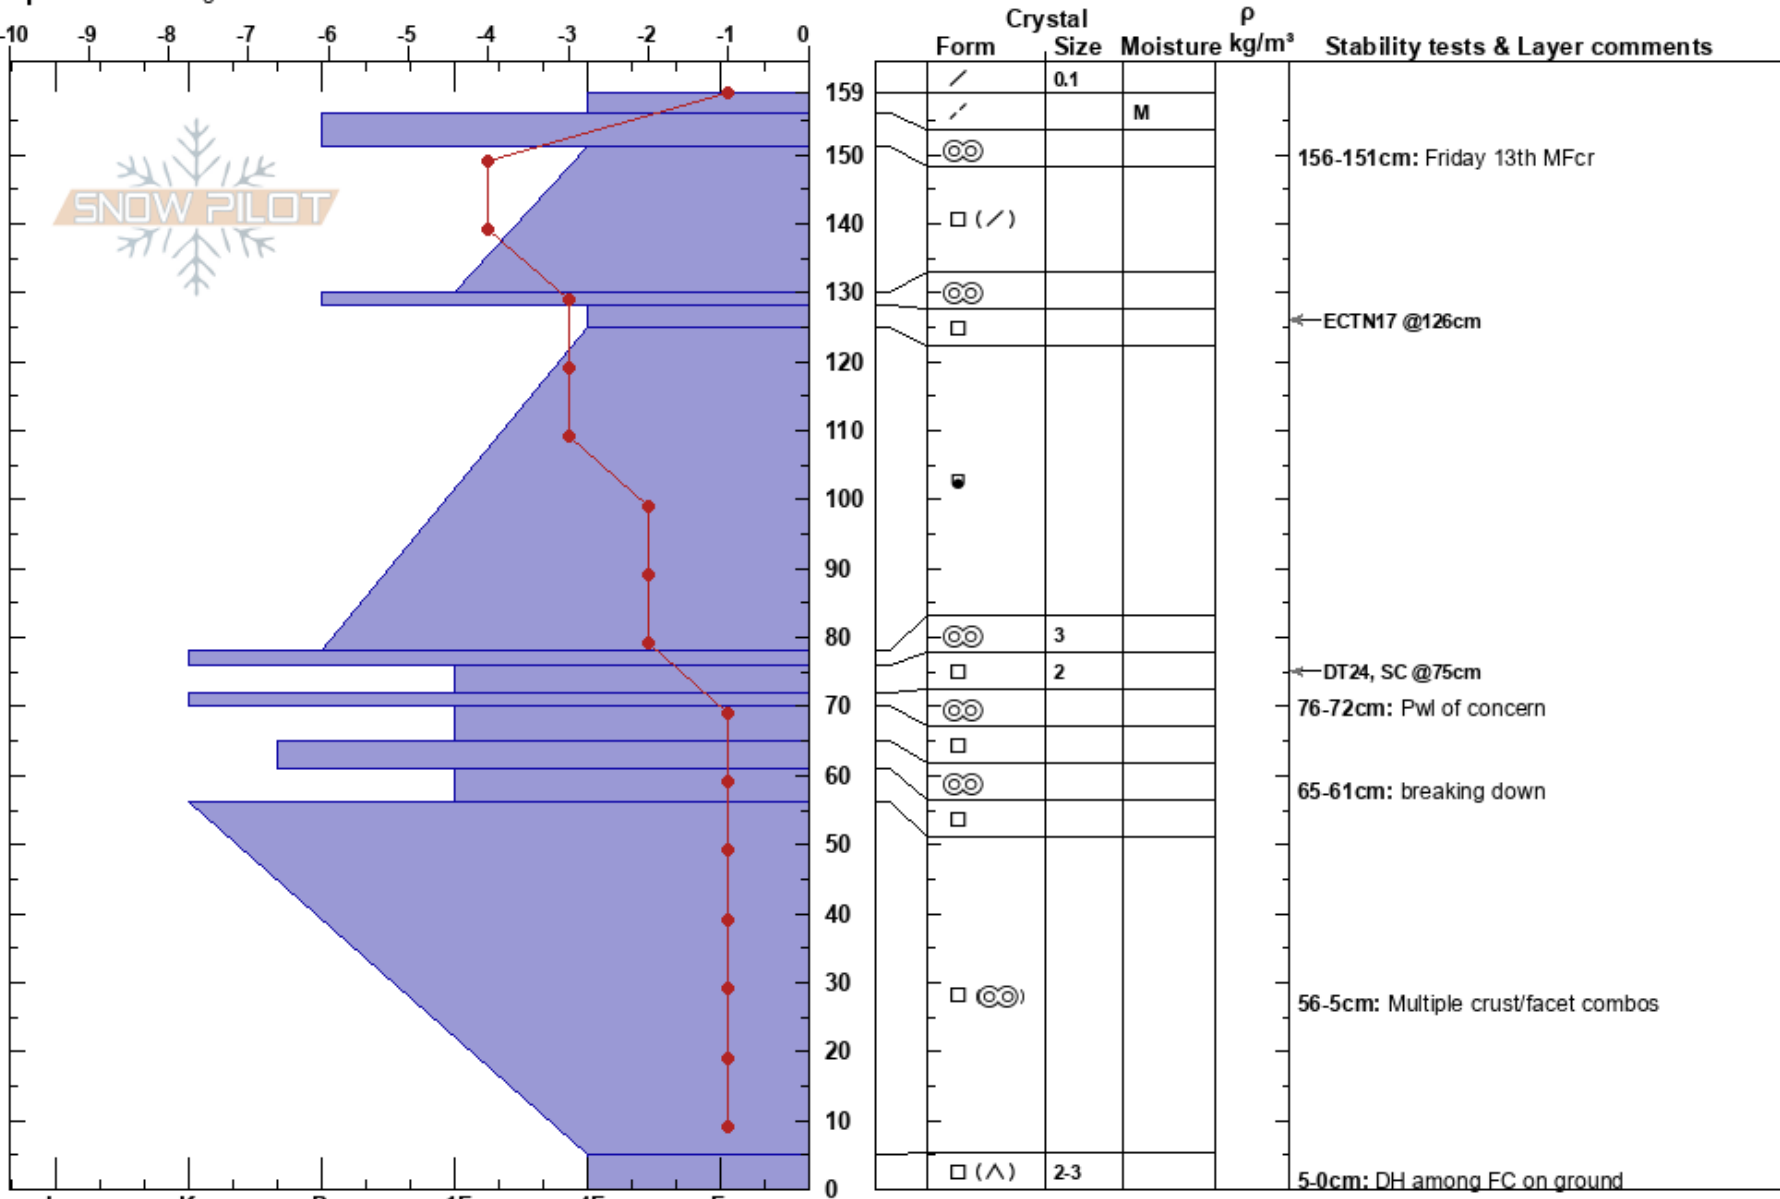 Crystal ρ
-10 -9 -8 -7 -6 -5 -4 -3 -2 -1 0 Form Size Moisture kg/m³ Stability tests & Layer comments
0.1
159
M
150 156-151cm: Friday 13th MFcr
SNOW PILOT
140
130
ECTN17 @126cm
120
110
100
90
80 3
2 DT24, SC @75cm
70 76-72cm: Pwl of concern
60
65-61cm: breaking down
50
40
30
56-5cm: Multiple crust/facet combos
20
10
2-3
0 5-0cm: DH among FC on ground